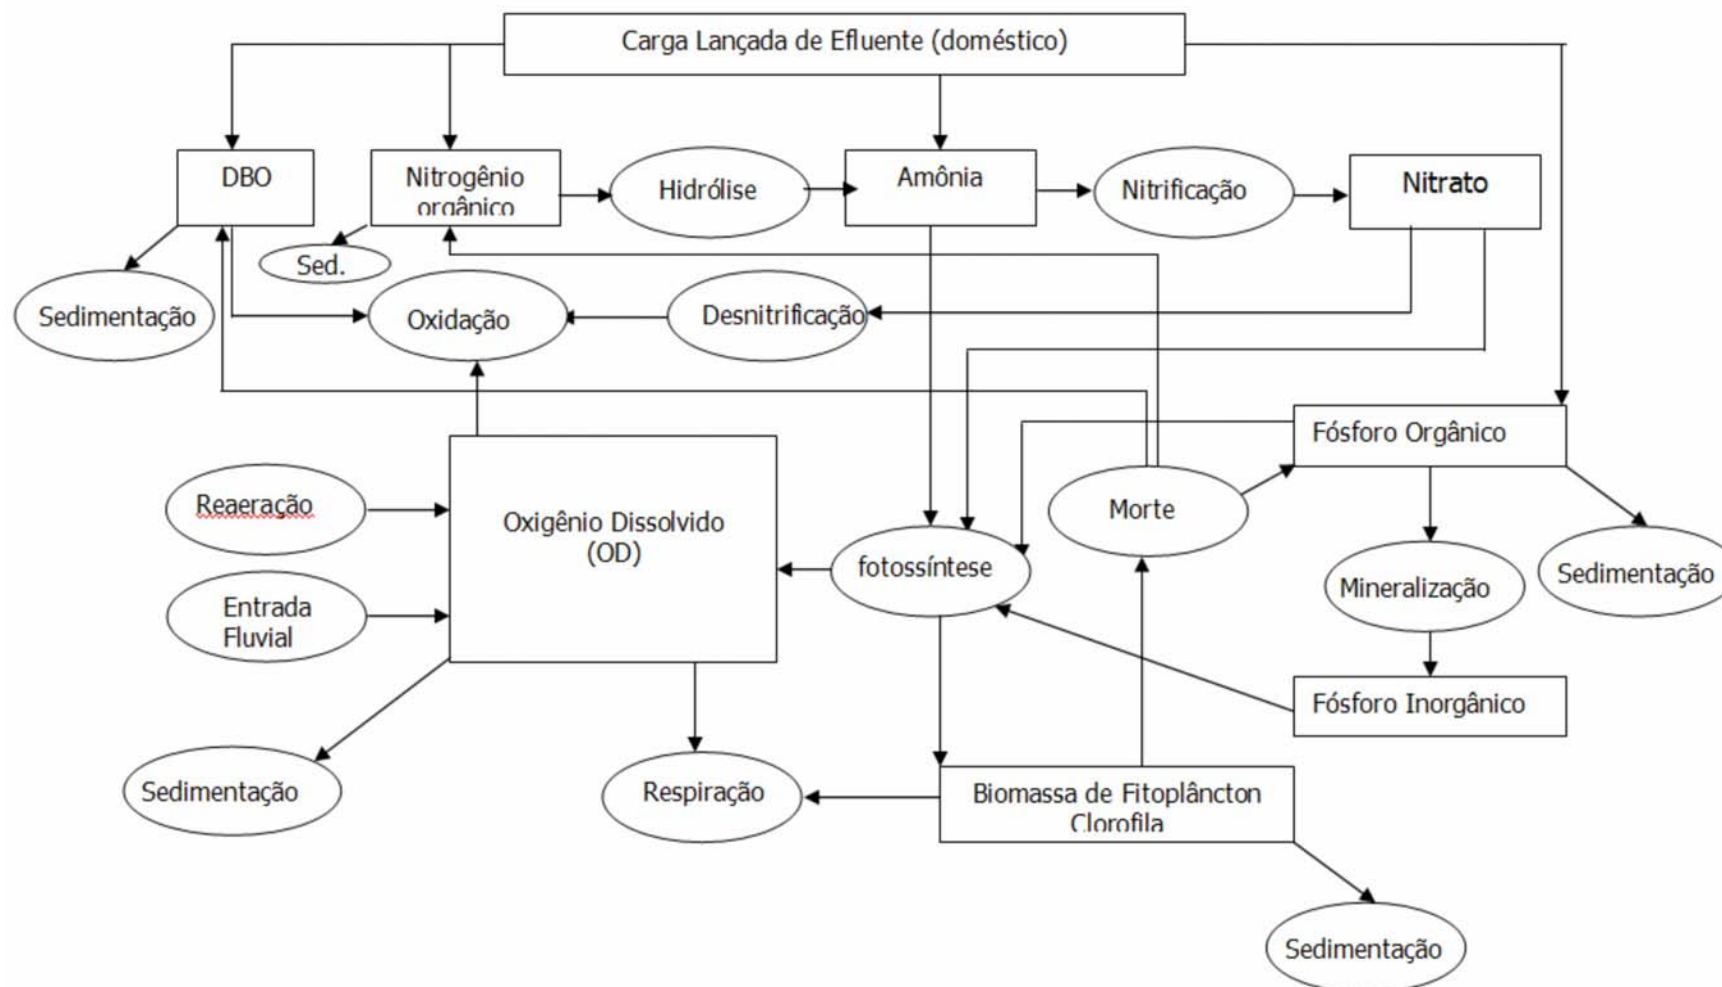 Carga Lançada de Efluente (doméstico)
DBO
Nitrogênio
orgânico
Hidrólise
Amônia
Nitrificação
Nitrato
Sed.
Sedimentação
Oxidação
Desnitrificação
Fósforo Orgânico
Reaeração
Oxigênio Dissolvido
(OD)
Morte
fotossíntese
Mineralização
Sedimentação
Entrada
Fluvial
Fósforo Inorgânico
Sedimentação
Respiração
Biomassa de Fitoplâncton
Clorofila
Sedimentação